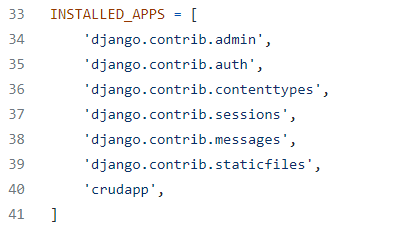 33 INSTALLED_APPS = [
34     'django.contrib.admin',
35     'django.contrib.auth',
36     'django.contrib.contenttypes',
37     'django.contrib.sessions',
38     'django.contrib.messages',
39     'django.contrib.staticfiles',
40     'crudapp',
41 ]